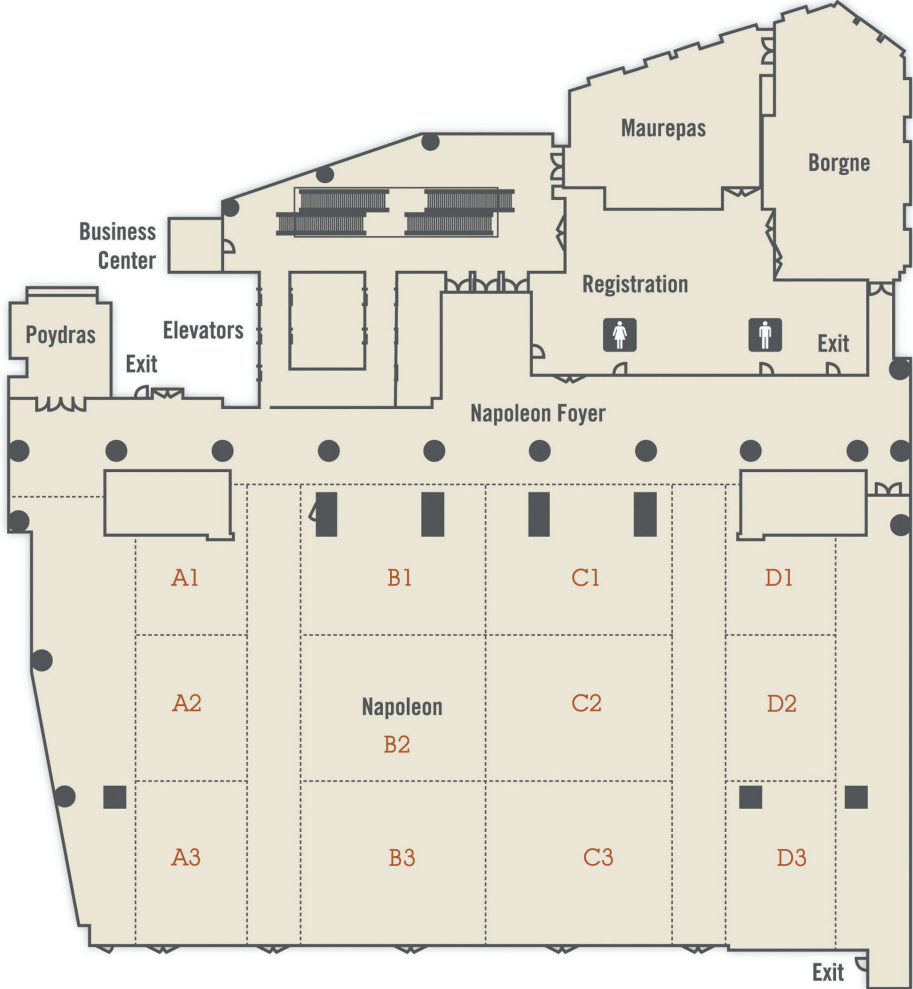 Maurepas
Borgne
Business
Center
Registration
Poydras
Elevators
Exit
Exit
Napoleon Foyer
A1
B1
C1
D1
A2
Napoleon
B2
C2
D2
A3
B3
C3
D3
Exit